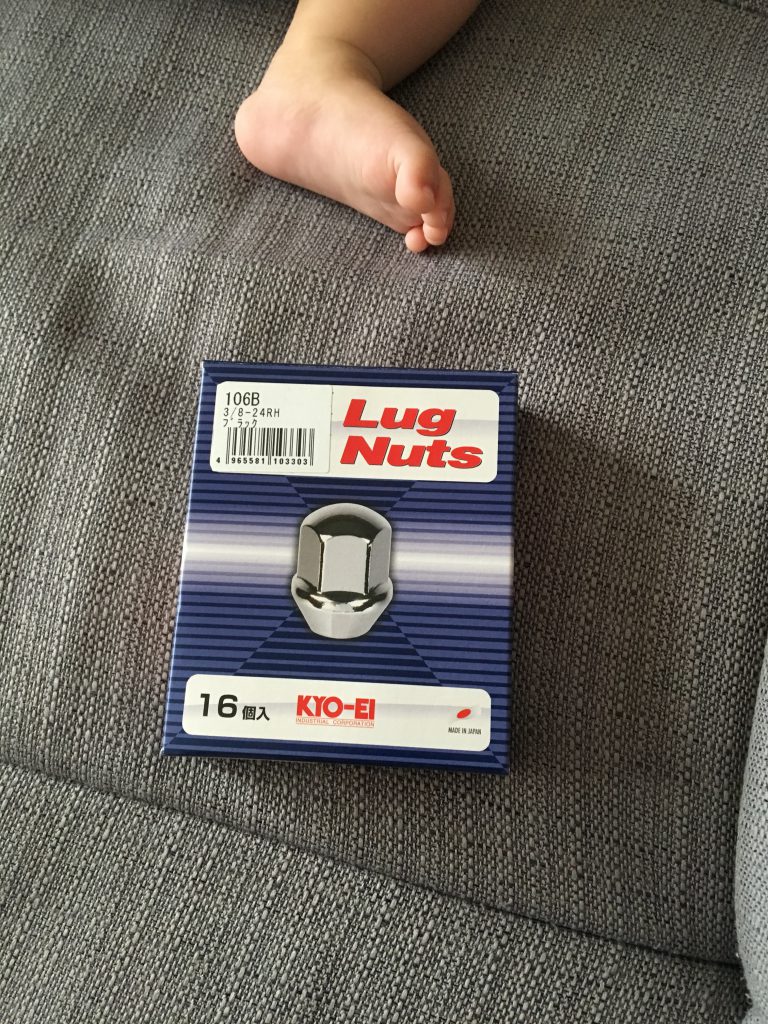 106B
3/8-24RH
ブラック
4 965581 103303
Lug
Nuts
16個入
KYO-EI
INDUSTRIAL CORPORATION
MADE IN JAPAN